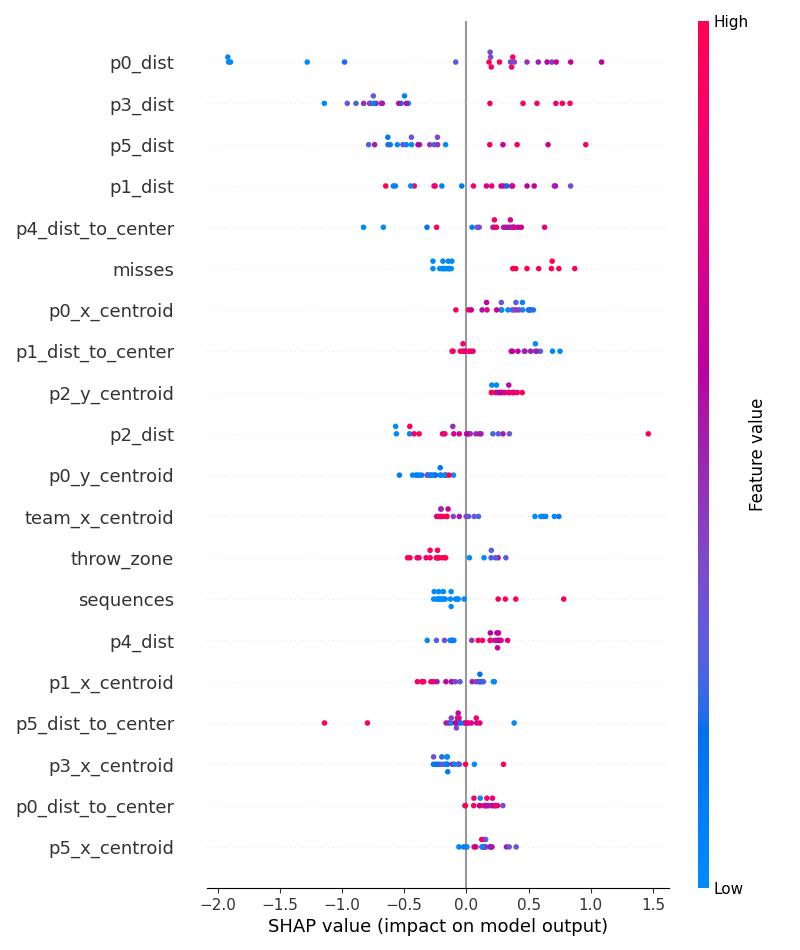 High
p0_dist
p3_dist
p5_dist
p1_dist
p4_dist_to_center
misses
p0_x_centroid
p1_dist_to_center
p2_y_centroid
p2_dist
p0_y_centroid
team_x_centroid
throw_zone
sequences
p4_dist
p1_x_centroid
p5_dist_to_center
p3_x_centroid
p0_dist_to_center
p5_x_centroid
Feature value
Low
−2.0 −1.5 −1.0 −0.5 0.0 0.5 1.0 1.5
SHAP value (impact on model output)